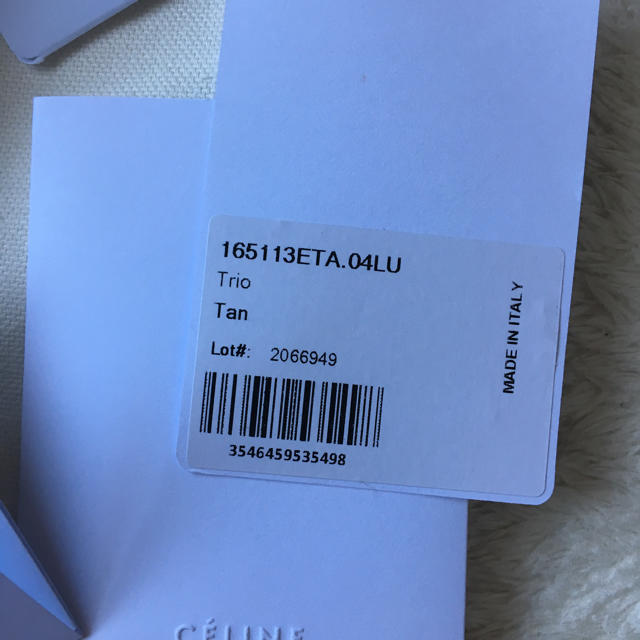 165113ETA.04LU
Trio
Tan
Lot#: 2066949
3546459535498
MADE IN ITALY
CÉLINE